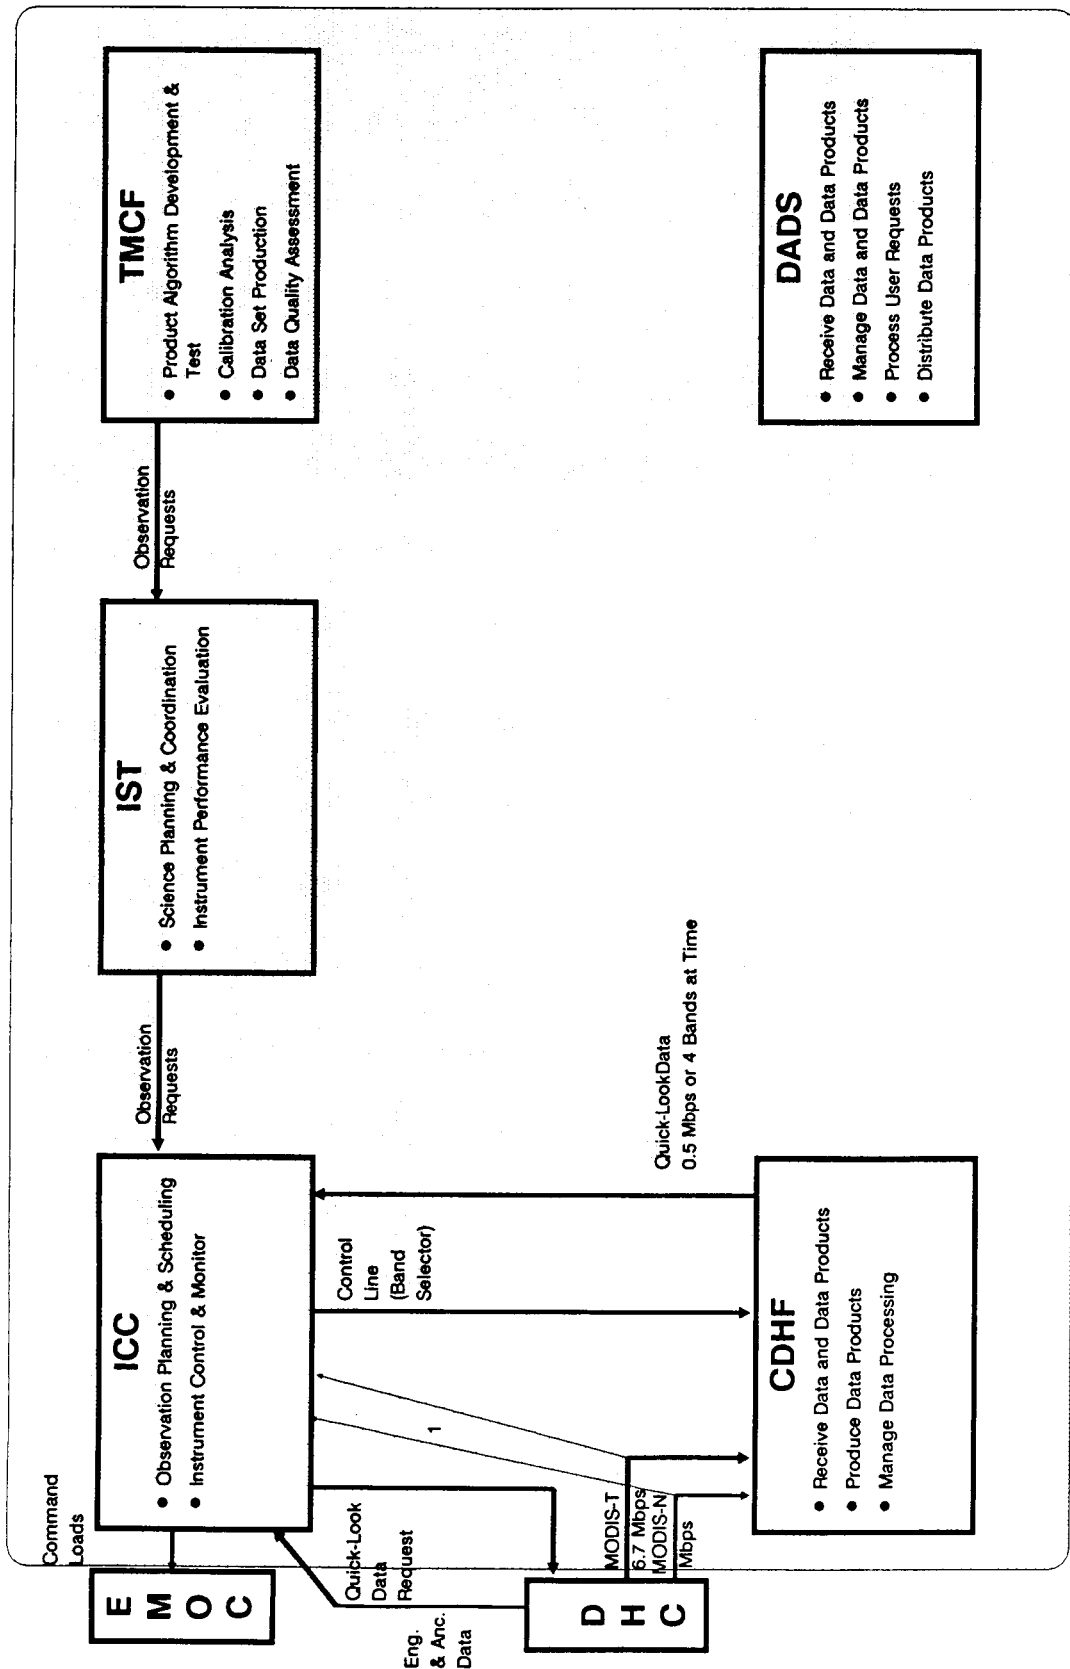 Command
Loads
E
M
O
C
ICC
● Observation Planning & Scheduling
● Instrument Control & Monitor
Observation
Requests
IST
● Science Planning & Coordination
● Instrument Performance Evaluation
Observation
Requests
TMCF
● Product Algorithm Development &
Test
● Calibration Analysis
● Data Set Production
● Data Quality Assessment
Quick-Look
Data
Request
Eng.
& Anc.
Data
Control
Line
(Band
Selector)
1
Quick-LookData
0.5 Mbps or 4 Bands at Time
D
H
C
MODIS-T
6.7 Mbps
MODIS-N
Mbps
CDHF
● Receive Data and Data Products
● Produce Data Products
● Manage Data Processing
DADS
● Receive Data and Data Products
● Manage Data and Data Products
● Process User Requests
● Distribute Data Products